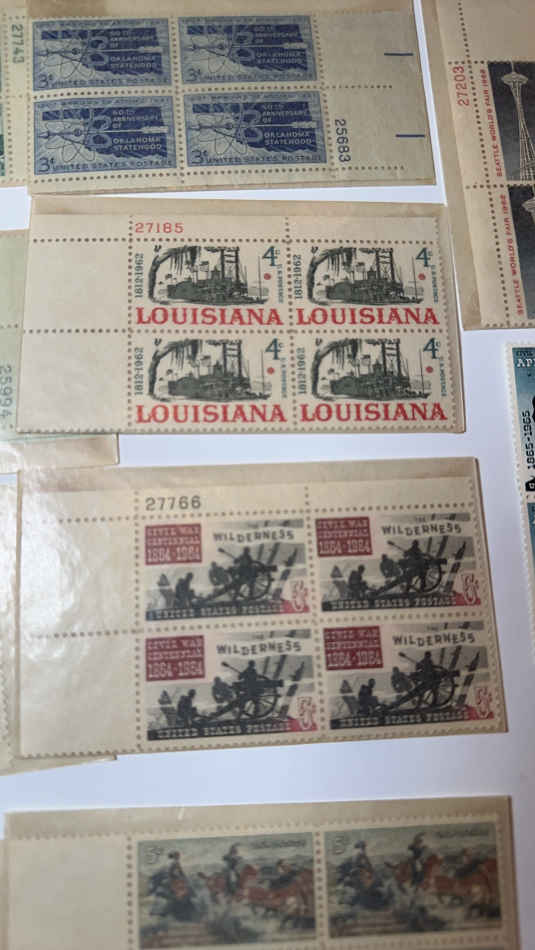 27743
50TH
ANNIVERSARY
OF
OKLAHOMA
STATEHOOD
3¢ UNITED STATES POSTAGE
50TH
ANNIVERSARY
OF
OKLAHOMA
STATEHOOD
UNITED STATES POSTAGE
50TH
ANNIVERSARY
OF
OKLAHOMA
STATEHOOD
3¢ UNITED STATES POSTAGE
50TH
ANNIVERSARY
OF
OKLAHOMA
STATEHOOD
3¢ UNITED STATES POSTAGE
25683
27203
SEATTLE WORLD'S FAIR 1962
SEATTLE WORLD'S FAIR 1962
27185
1812-1962
4¢
U.S. POSTAGE
LOUISIANA
1812-1962
4¢
U.S. POSTAGE
LOUISIANA
1812-1962
4¢
U.S. POSTAGE
LOUISIANA
1812-1962
4¢
U.S. POSTAGE
LOUISIANA
25994
1865-1965
27766
CIVIL WAR
CENTENNIAL
1864-1964
THE
WILDERNESS
5¢
UNITED STATES POSTAGE
CIVIL WAR
CENTENNIAL
1864-1964
THE
WILDERNESS
5¢
UNITED STATES POSTAGE
CIVIL WAR
CENTENNIAL
1864-1964
THE
WILDERNESS
5¢
UNITED STATES POSTAGE
CIVIL WAR
CENTENNIAL
1864-1964
THE
WILDERNESS
5¢
UNITED STATES POSTAGE